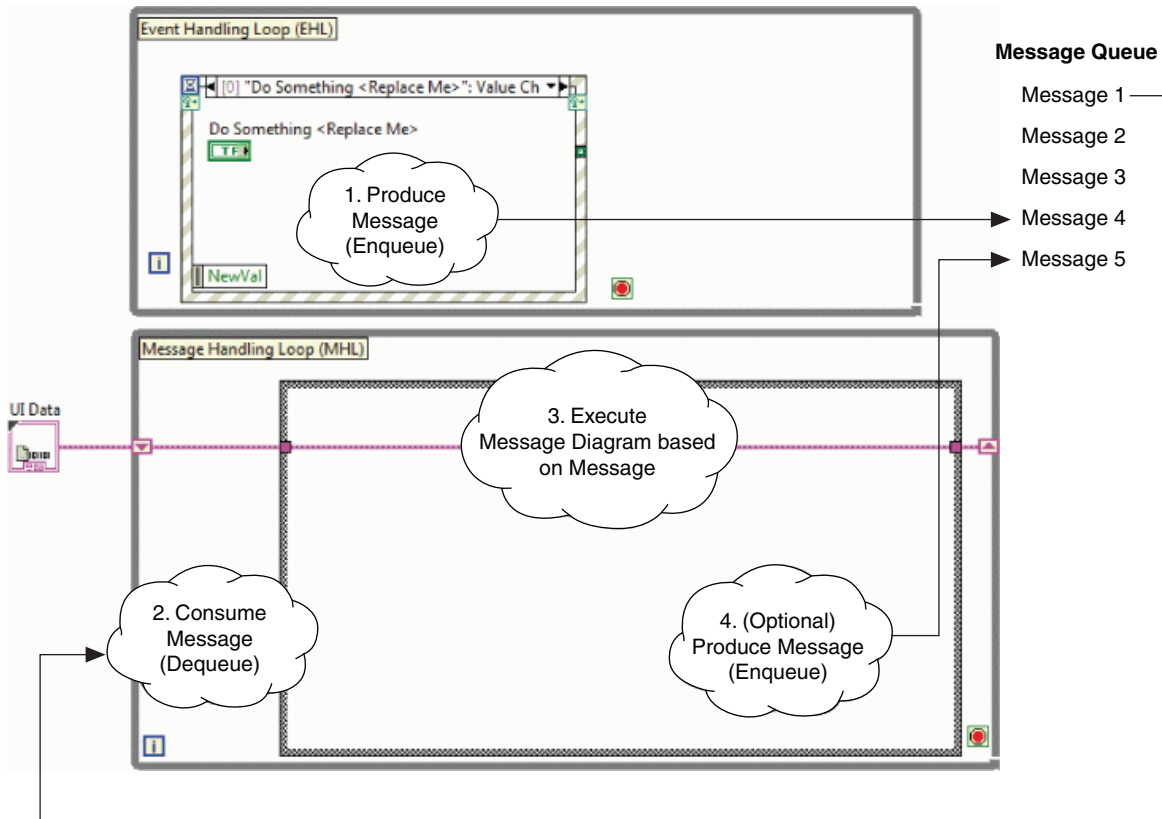 Event Handling Loop (EHL)
[0] "Do Something <Replace Me>": Value Ch
Do Something <Replace Me>
TF
1. Produce
Message
(Enqueue)
i
NewVal
Message Queue
Message 1
Message 2
Message 3
Message 4
Message 5
Message Handling Loop (MHL)
UI Data
3. Execute
Message Diagram based
on Message
2. Consume
Message
(Dequeue)
4. (Optional)
Produce Message
(Enqueue)
i